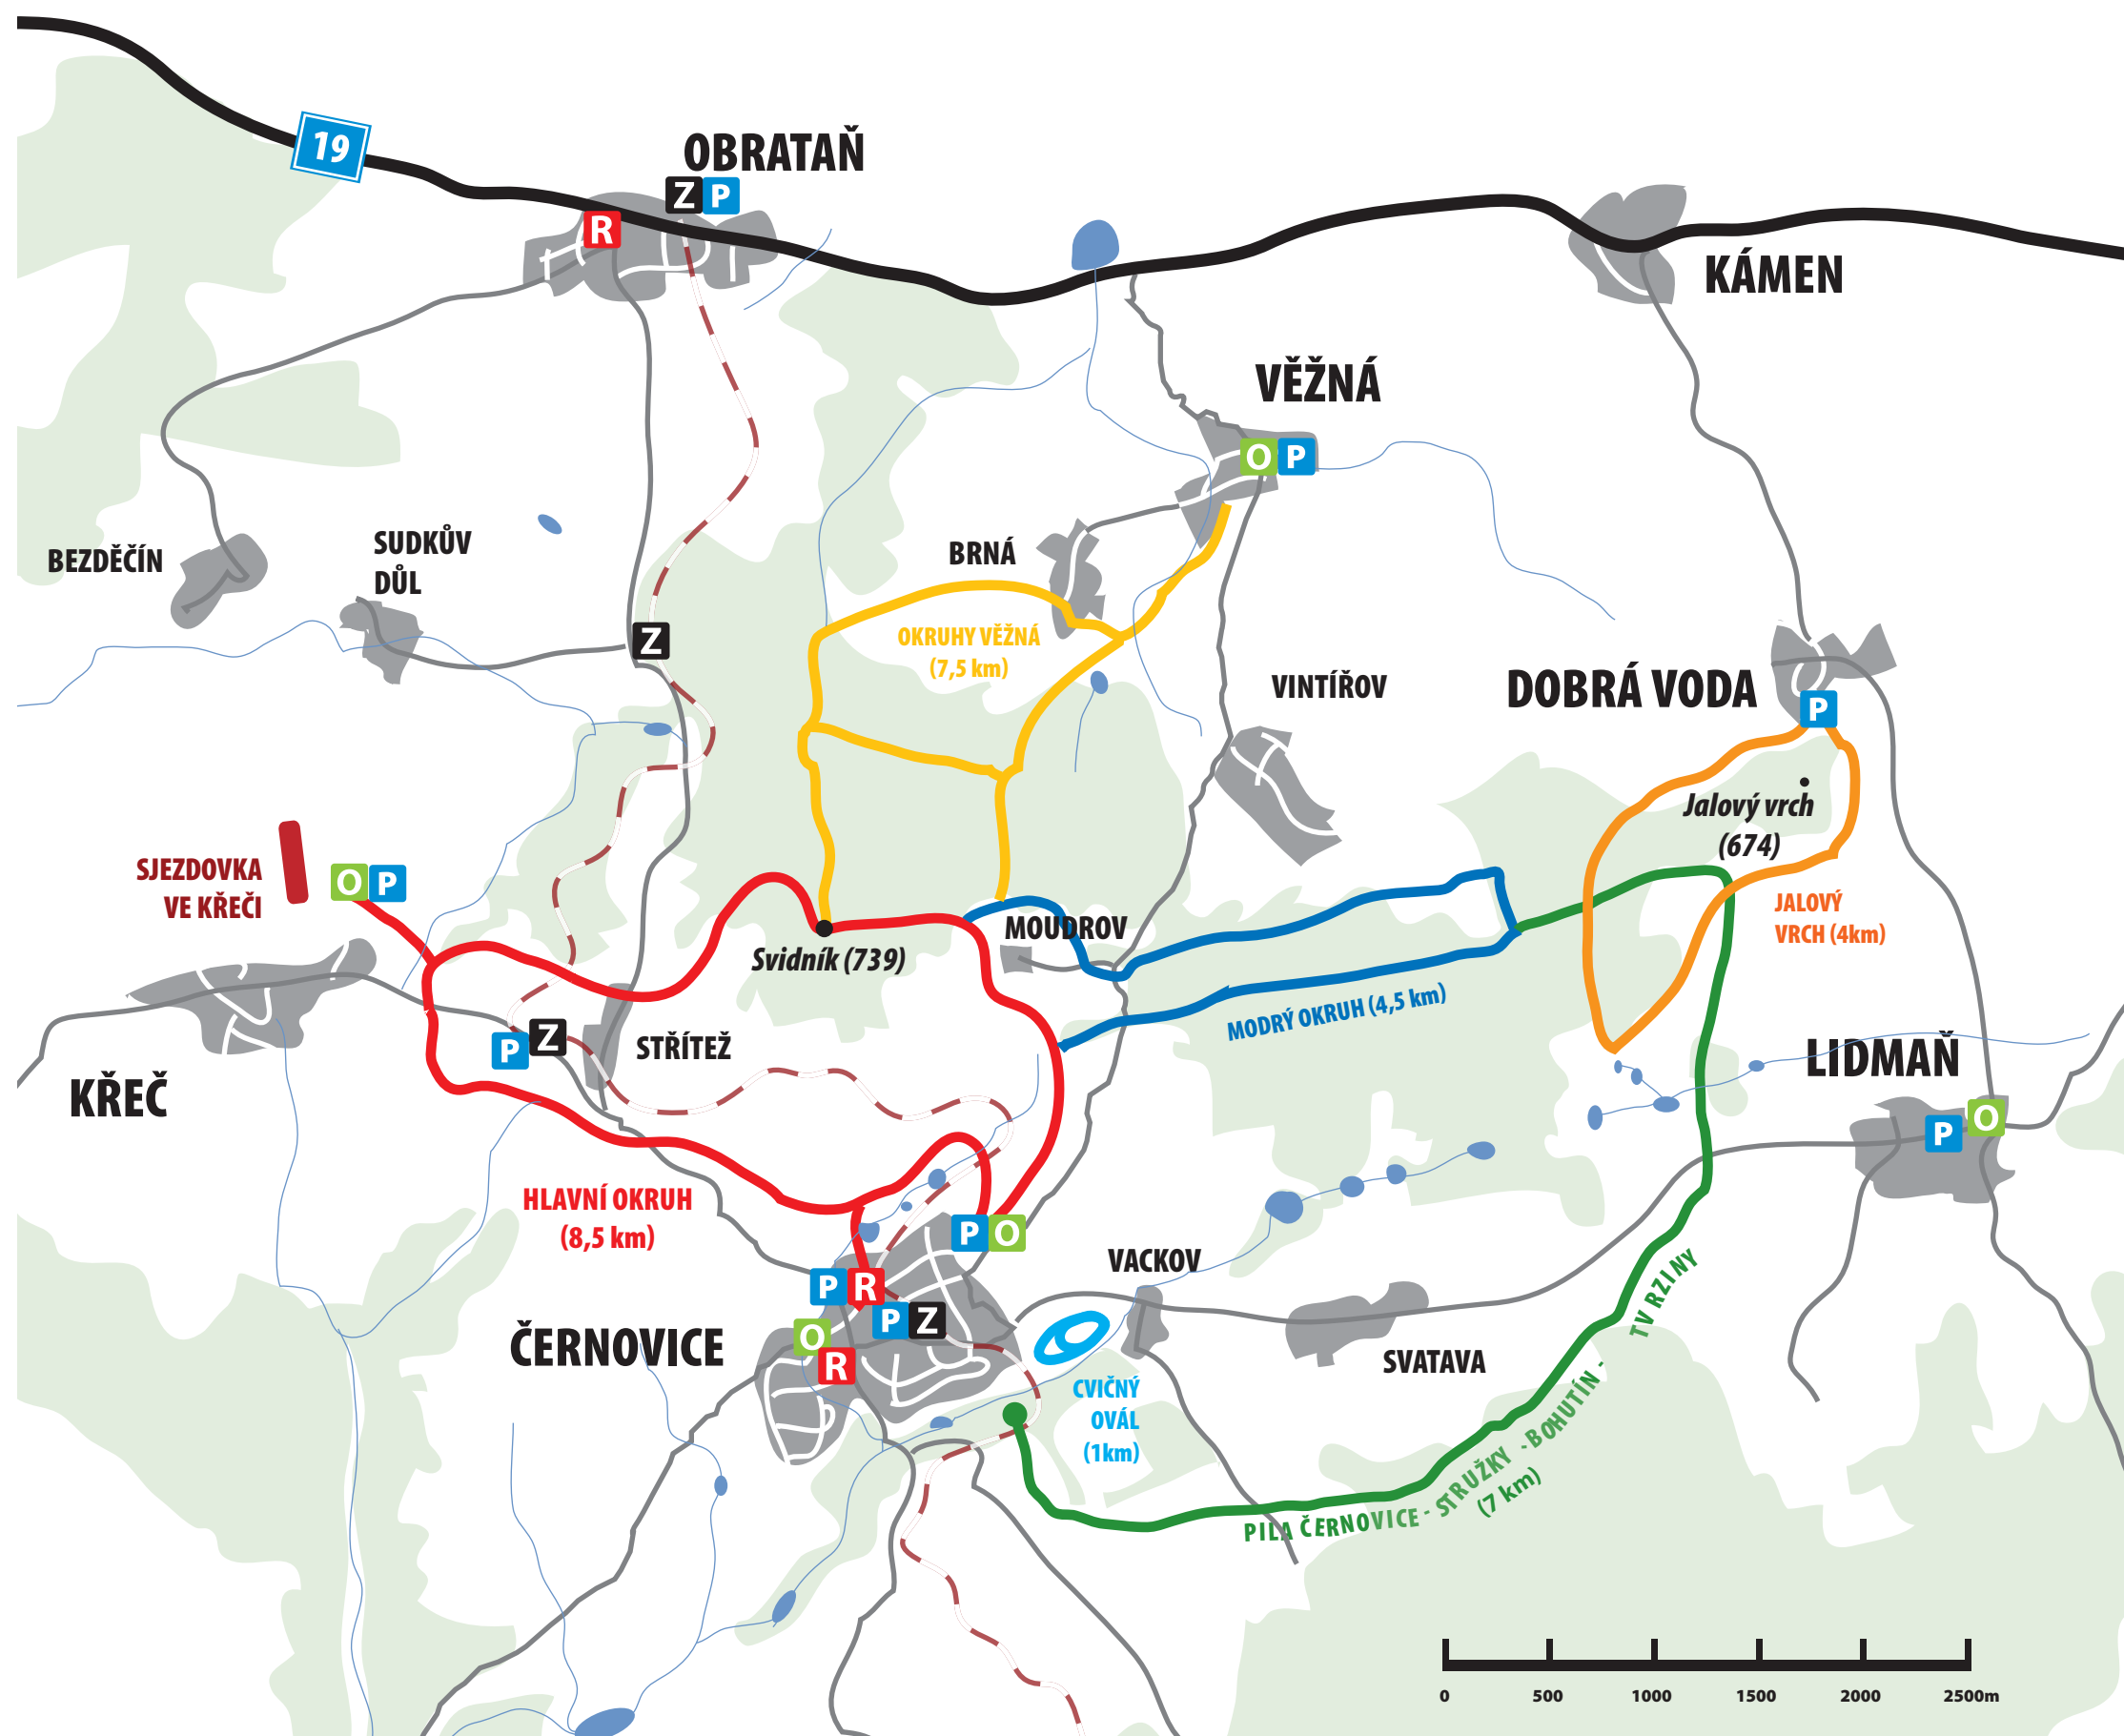 19
OBRATAŇ
Z P
R
KÁMEN
VĚŽNÁ
O P
BEZDĚČÍN
SUDKŮV
DŮL
BRNÁ
Z
OKRUHY VĚŽNÁ
(7,5 km)
VINTÍŘOV
DOBRÁ VODA
P
Jalový vrch
(674)
SJEZDOVKA
VE KŘEČI
O P
JALOVÝ
VRCH (4km)
MOUDROV
Svidník (739)
MODRÝ OKRUH (4,5 km)
P Z
STŘÍTEŽ
KŘEČ
LIDMAŇ
P O
HLAVNÍ OKRUH
(8,5 km)
P O
VACKOV
P R
P Z
O
R
ČERNOVICE
SVATAVA
CVIČNÝ
OVÁL
(1km)
PILA ČERNOVICE - STRUŽKY - BOHUTÍN - TV RZINY
(7 km)
0 500 1000 1500 2000 2500m